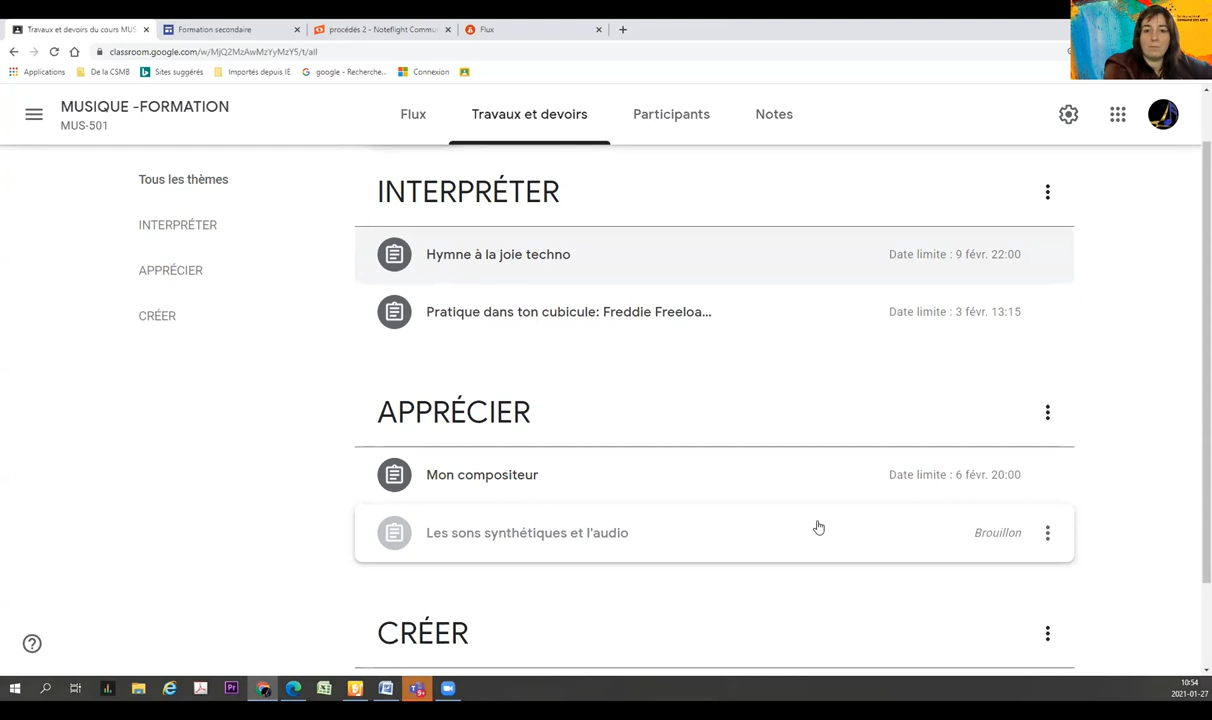 Travaux et devoirs du cours MUS
Formation secondaire
procédés 2 - Noteflight Commu
Flux
classroom.google.com/w/MjQ2MzAwMzYyMzY5/t/all
Applications
De la CSMB
Sites suggérés
Importés depuis IE
google - Recherche...
Connexion
MUSIQUE -FORMATION
MUS-501
Flux
Travaux et devoirs
Participants
Notes
Tous les thèmes
INTERPRÉTER
APPRÉCIER
CRÉER
INTERPRÉTER
Hymne à la joie techno
Date limite : 9 févr. 22:00
Pratique dans ton cubicule: Freddie Freeloa...
Date limite : 3 févr. 13:15
APPRÉCIER
Mon compositeur
Date limite : 6 févr. 20:00
Les sons synthétiques et l'audio
Brouillon
CRÉER
10:54
2021-01-27